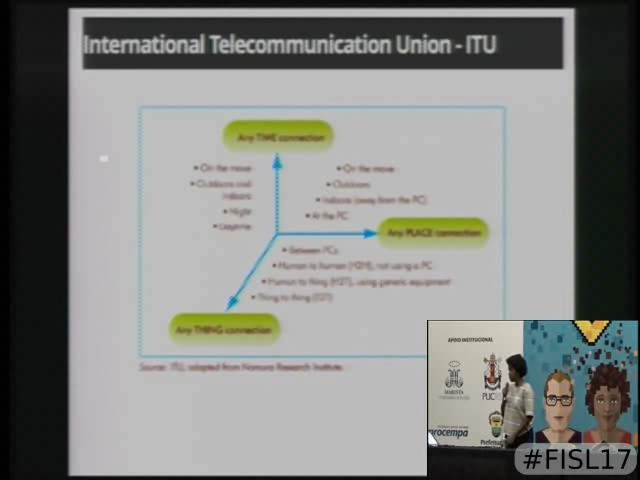 International Telecommunication Union - ITU
Any TIME connection
• On the move
• Outdoors and
indoors
• Night
• Daytime
• On the move
• Outdoors
• Indoors (away from the PC)
• At the PC
Any PLACE connection
• Between PCs
• Human to human (H2H), not using a PC
• Human to thing (H2T), using generic equipment
• Thing to thing (T2T)
Any THING connection
Source: ITU, adapted from Nomura Research Institute.
APOIO INSTITUCIONAL
MARISTA
PUC
procempa
Prefeitu
#FISL17